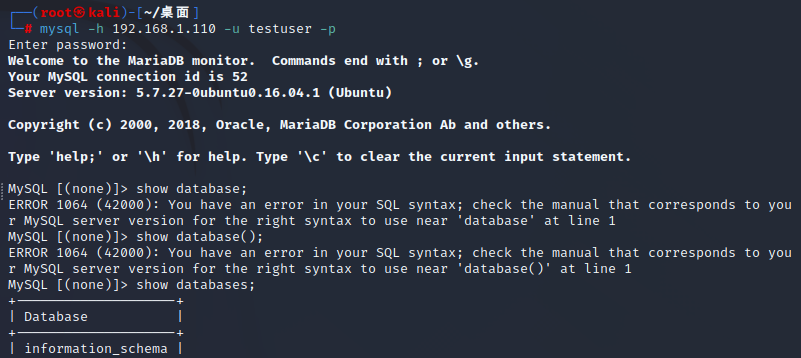 ┌──(root㉿kali)-[~/桌面]
└─# mysql -h 192.168.1.110 -u testuser -p
Enter password:
Welcome to the MariaDB monitor.  Commands end with ; or \g.
Your MySQL connection id is 52
Server version: 5.7.27-0ubuntu0.16.04.1 (Ubuntu)
Copyright (c) 2000, 2018, Oracle, MariaDB Corporation Ab and others.
Type 'help;' or '\h' for help. Type '\c' to clear the current input statement.
MySQL [(none)]> show database;
ERROR 1064 (42000): You have an error in your SQL syntax; check the manual that corresponds to you
r MySQL server version for the right syntax to use near 'database' at line 1
MySQL [(none)]> show database();
ERROR 1064 (42000): You have an error in your SQL syntax; check the manual that corresponds to you
r MySQL server version for the right syntax to use near 'database()' at line 1
MySQL [(none)]> show databases;
+--------------------+
| Database           |
+--------------------+
| information_schema |